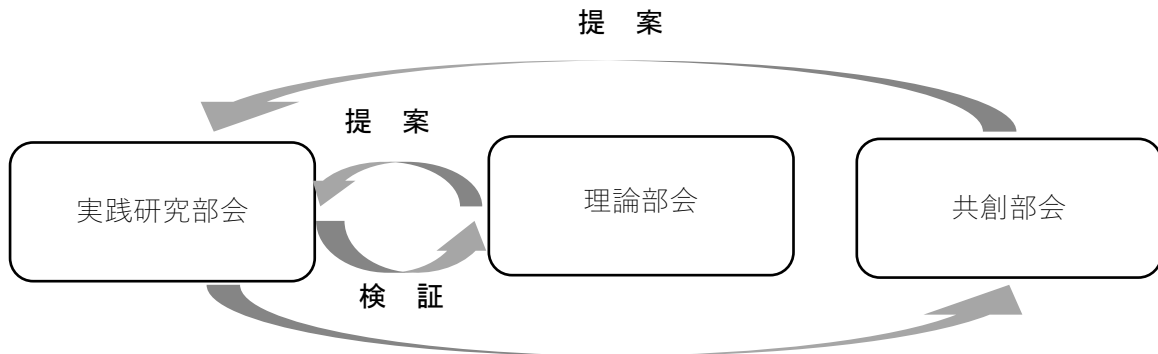 提　案
提　案
実践研究部会
理論部会
共創部会
検　証